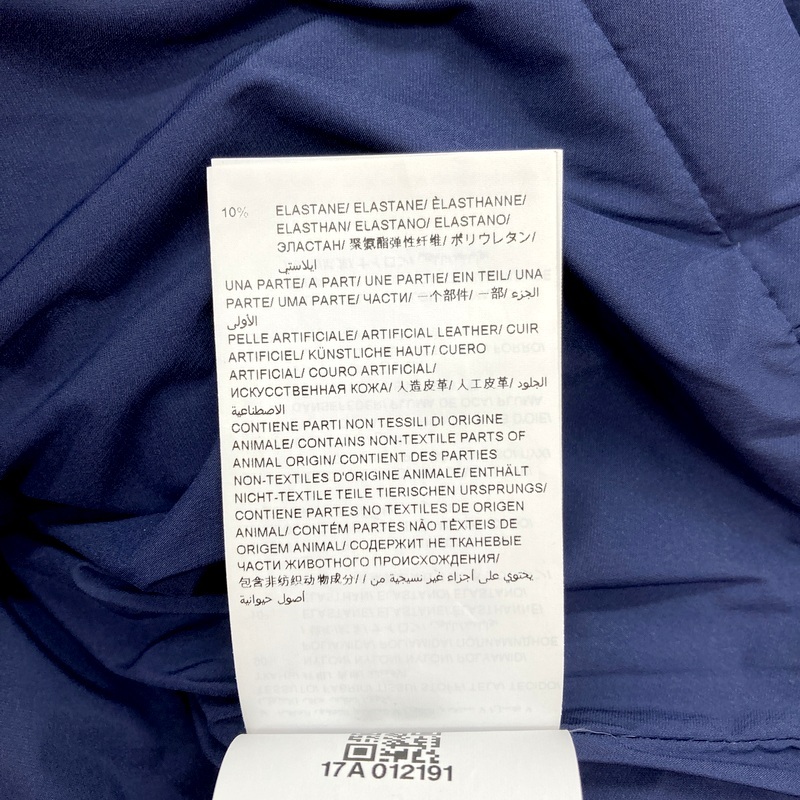 10% ELASTANE/ ELASTANE/ ÈLASTHANNE/
ELASTHAN/ ELASTANO/ ELASTANO/
ЭЛАСТАН/ 聚氨酯弹性纤维/ ポリウレタン/
ايلاستي
UNA PARTE/ A PART/ UNE PARTIE/ EIN TEIL/ UNA
PARTE/ UMA PARTE/ ЧАСТИ/ 一个部件/ 一部/ الجزء
الأولى
PELLE ARTIFICIALE/ ARTIFICIAL LEATHER/ CUIR
ARTIFICIEL/ KÜNSTLICHE HAUT/ CUERO
ARTIFICIAL/ COURO ARTIFICIAL/
ИСКУССТВЕННАЯ КОЖА/ 人造皮革/ 人工皮革/ الجلود
الاصطناعية
CONTIENE PARTI NON TESSILI DI ORIGINE
ANIMALE/ CONTAINS NON-TEXTILE PARTS OF
ANIMAL ORIGIN/ CONTIENT DES PARTIES
NON-TEXTILES D'ORIGINE ANIMALE/ ENTHÄLT
NICHT-TEXTILE TEILE TIERISCHEN URSPRUNGS/
CONTIENE PARTES NO TEXTILES DE ORIGEN
ANIMAL/ CONTÉM PARTES NÃO TÊXTEIS DE
ORIGEM ANIMAL/ СОДЕРЖИТ НЕ ТКАНЕВЫЕ
ЧАСТИ ЖИВОТНОГО ПРОИСХОЖДЕНИЯ/
包含非纺织动物成分/ / يحتوي على أجزاء غير نسيجية من
أصول حيوانية
17A 012191